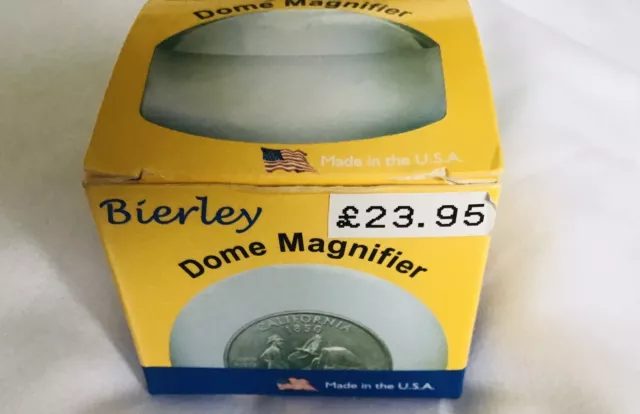 Dome Magnifier
Made in the U.S.A.
Bierley
£23.95
Dome Magnifier
CALIFORNIA
1850
Made in the U.S.A.